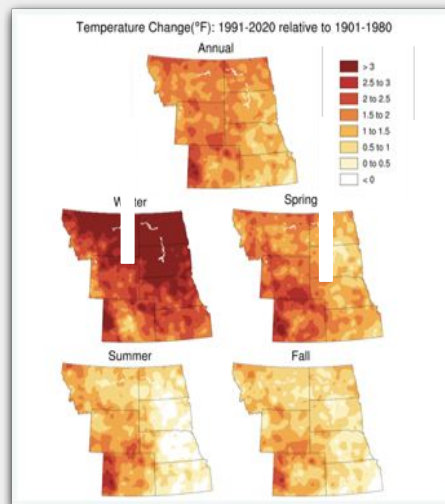 Temperature Change(°F): 1991-2020 relative to 1901-1980
Annual
> 3
2.5 to 3
2 to 2.5
1.5 to 2
1 to 1.5
0.5 to 1
0 to 0.5
< 0
Spring
Summer
Fall